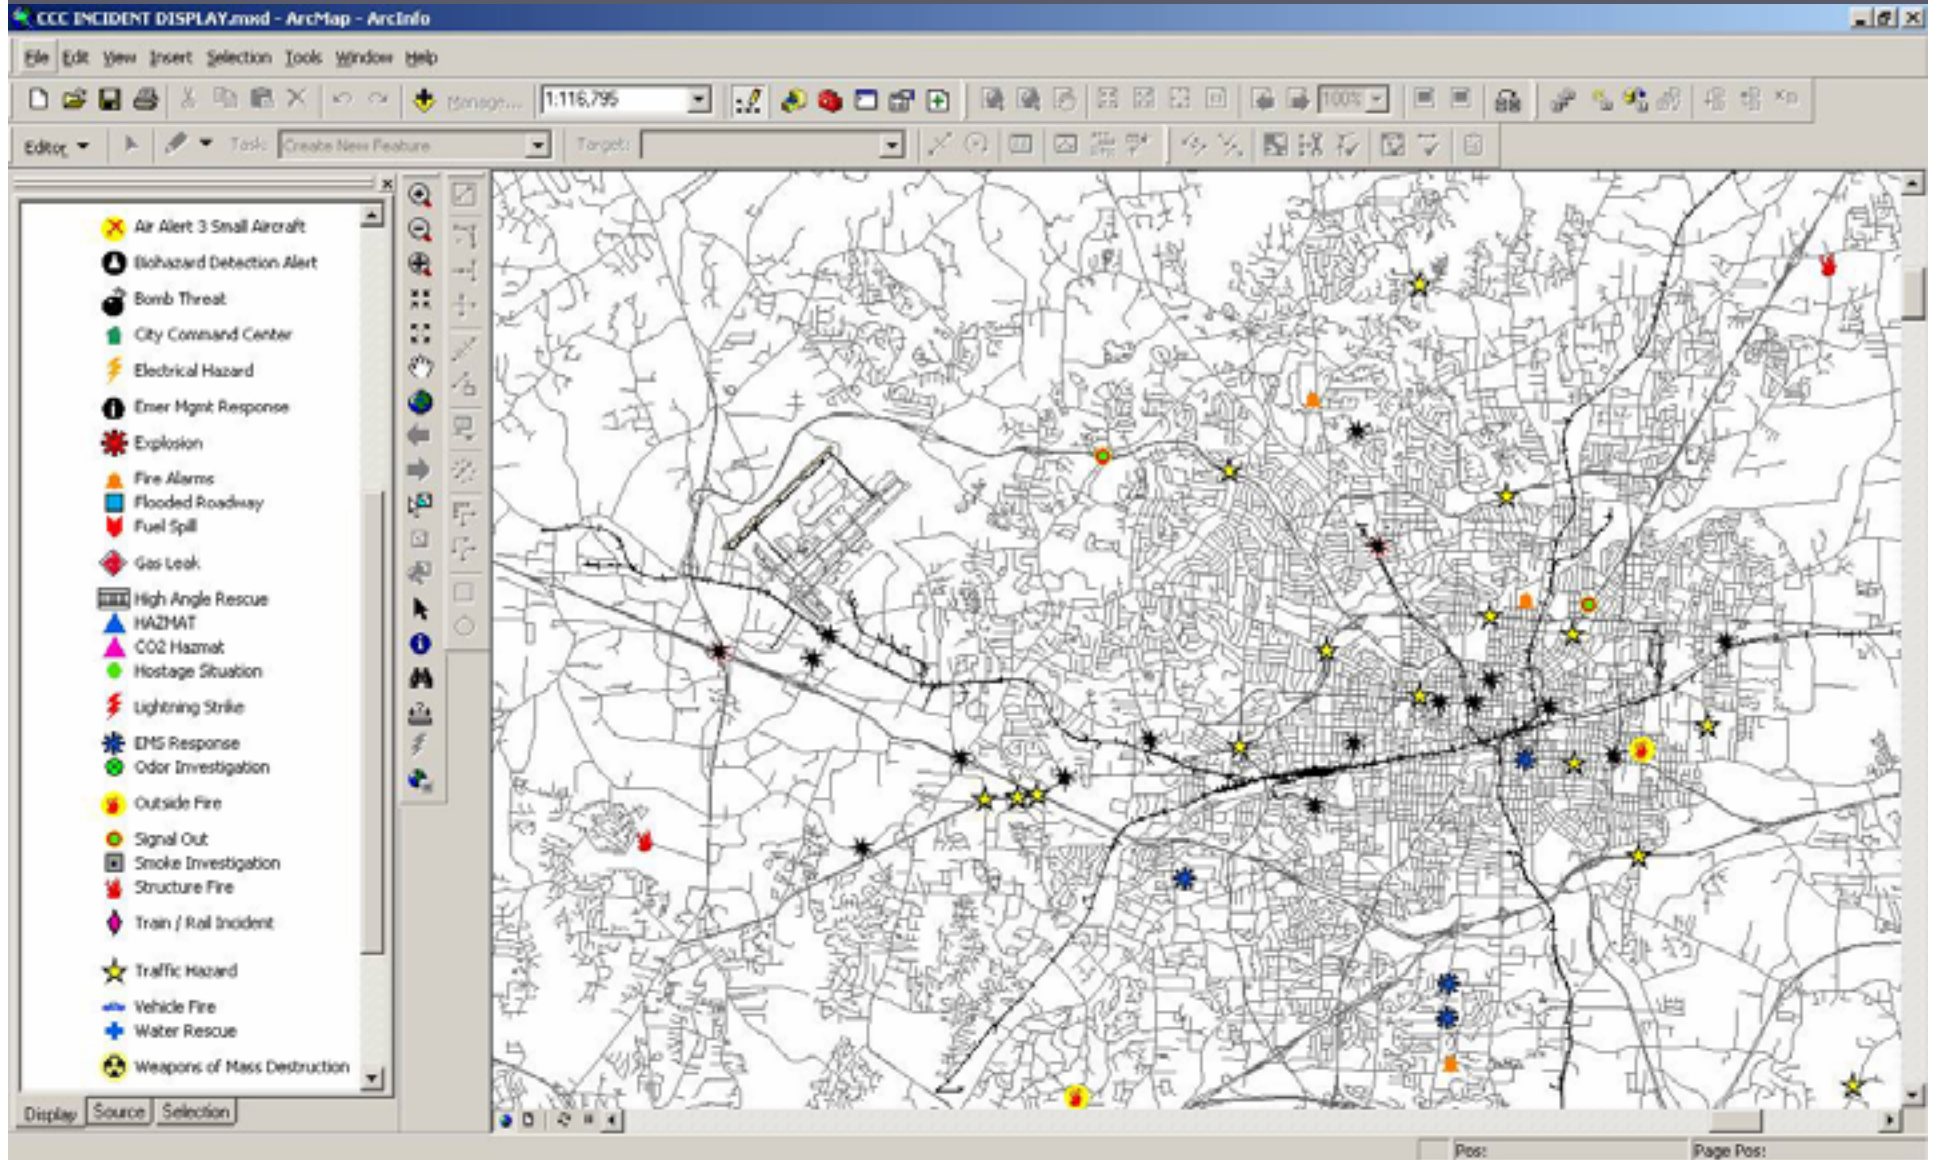 CCC INCIDENT DISPLAY.mxd - ArcMap - ArcInfo
File Edit View Insert Selection Tools Window Help
Manage... 1:116,795 100%
Editor Task: Create New Feature Target:
Air Alert 3 Small Aircraft
Biohazard Detection Alert
Bomb Threat
City Command Center
Electrical Hazard
Emer Mgmt Response
Explosion
Fire Alarms
Flooded Roadway
Fuel Spill
Gas Leak
High Angle Rescue
HAZMAT
CO2 Hazmat
Hostage Situation
Lightning Strike
EMS Response
Odor Investigation
Outside Fire
Signal Out
Smoke Investigation
Structure Fire
Train / Rail Incident
Traffic Hazard
Vehicle Fire
Water Rescue
Weapons of Mass Destruction
Display Source Selection
Pos: Page Pos: